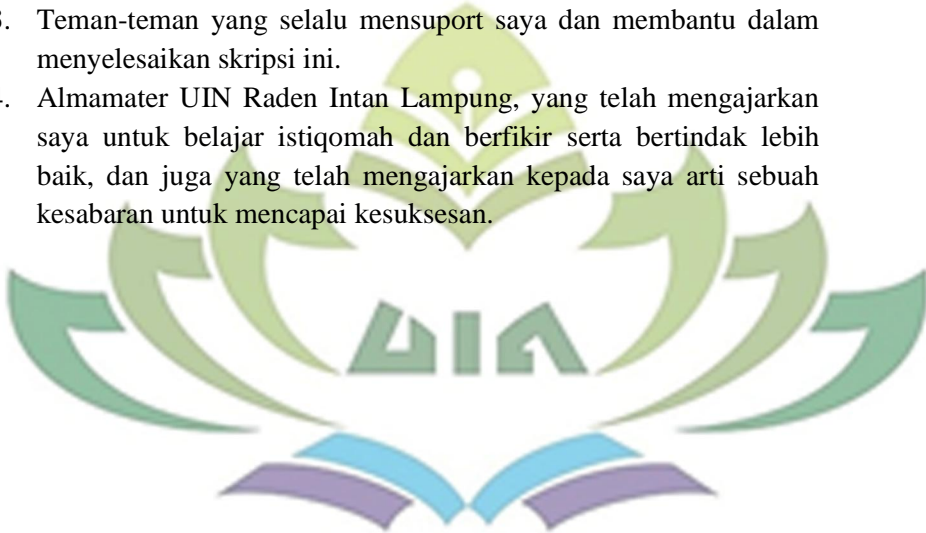 3. Teman-teman yang selalu mensuport saya dan membantu dalam
menyelesaikan skripsi ini.
4. Almamater UIN Raden Intan Lampung, yang telah mengajarkan
saya untuk belajar istiqomah dan berfikir serta bertindak lebih
baik, dan juga yang telah mengajarkan kepada saya arti sebuah
kesabaran untuk mencapai kesuksesan.
UIN